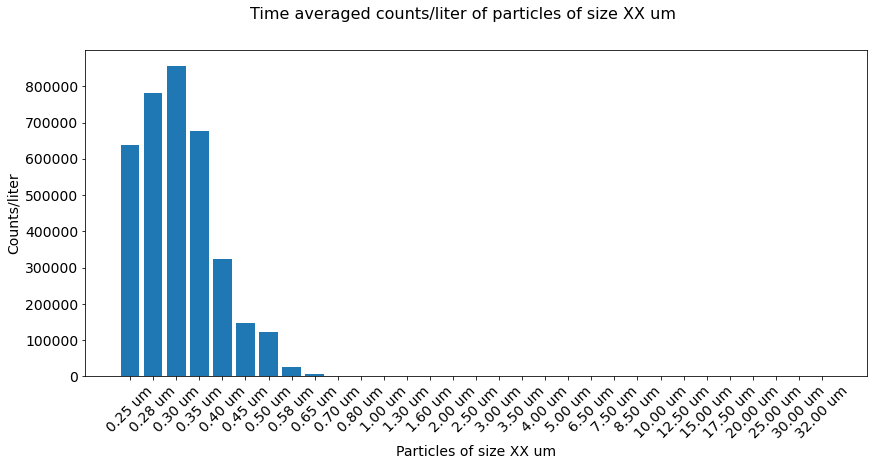 Time averaged counts/liter of particles of size XX um
Counts/liter
800000
700000
600000
500000
400000
300000
200000
100000
0
0.25 um
0.28 um
0.30 um
0.35 um
0.40 um
0.45 um
0.50 um
0.58 um
0.65 um
0.70 um
0.80 um
1.00 um
1.30 um
1.60 um
2.00 um
2.50 um
3.00 um
3.50 um
4.00 um
5.00 um
6.50 um
7.50 um
8.50 um
10.00 um
12.50 um
15.00 um
17.50 um
20.00 um
25.00 um
30.00 um
32.00 um
Particles of size XX um